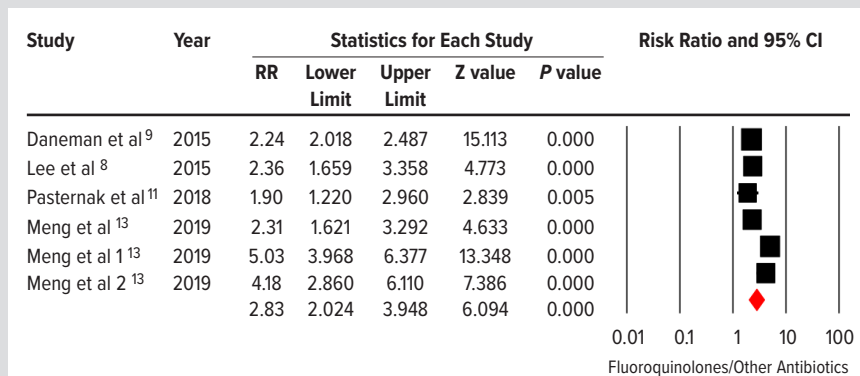 Study Year Statistics for Each Study Risk Ratio and 95% CI
RR Lower Limit Upper Limit Z value P value
Daneman et al 9 2015 2.24 2.018 2.487 15.113 0.000
Lee et al 8 2015 2.36 1.659 3.358 4.773 0.000
Pasternak et al 11 2018 1.90 1.220 2.960 2.839 0.005
Meng et al 13 2019 2.31 1.621 3.292 4.633 0.000
Meng et al 1 13 2019 5.03 3.968 6.377 13.348 0.000
Meng et al 2 13 2019 4.18 2.860 6.110 7.386 0.000
2.83 2.024 3.948 6.094 0.000
0.01 0.1 1 10 100
Fluoroquinolones/Other Antibiotics